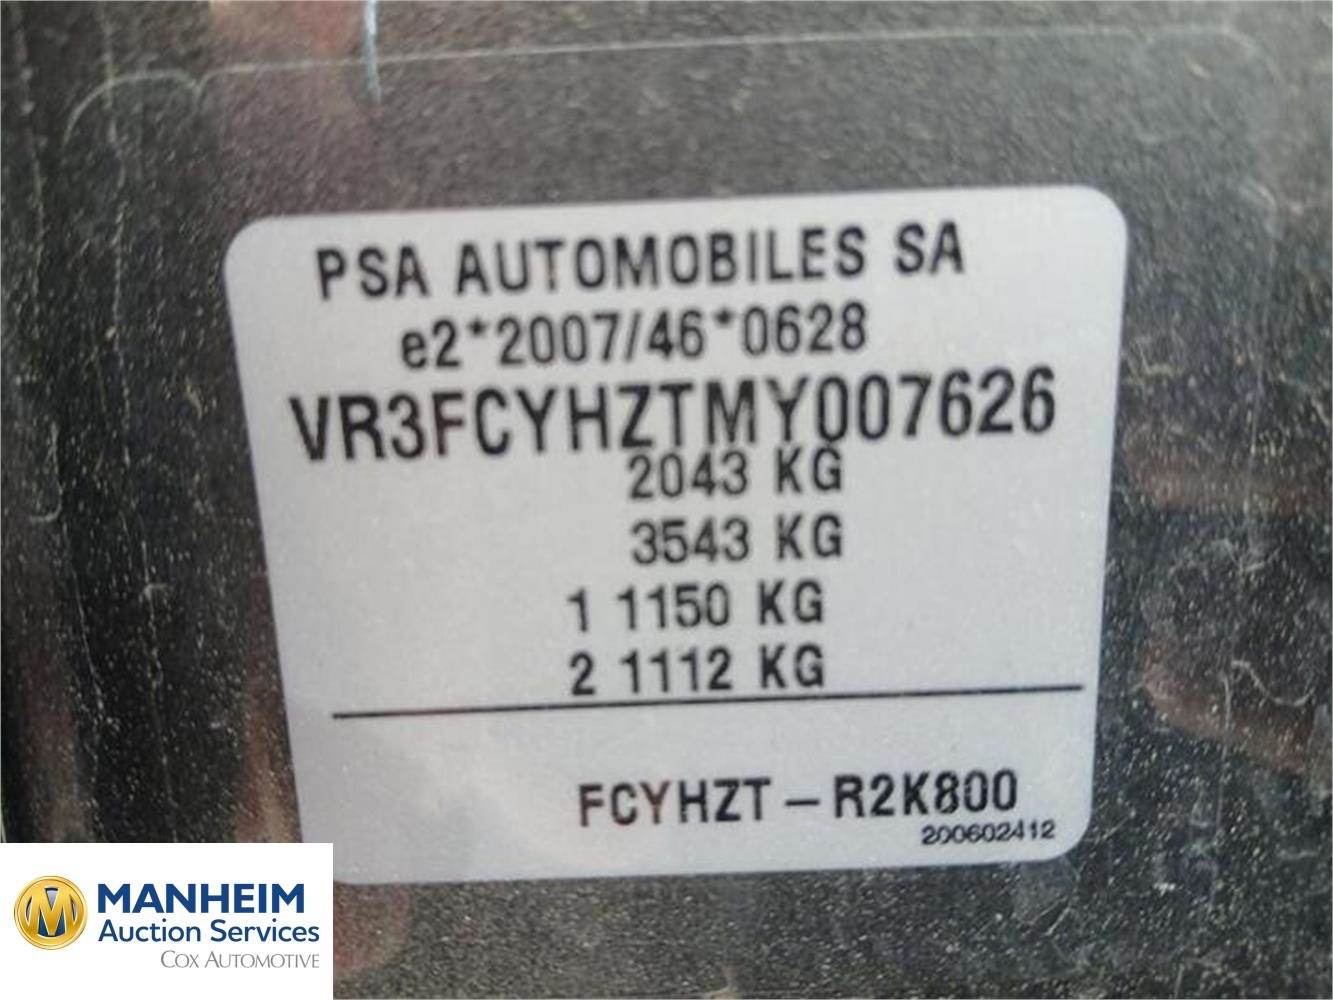 PSA AUTOMOBILES SA
e2*2007/46*0628
VR3FCYHZTMY007626
2043 KG
3543 KG
1 1150 KG
2 1112 KG
FCYHZT – R2K800
200602412
MANHEIM
Auction Services
COX AUTOMOTIVE